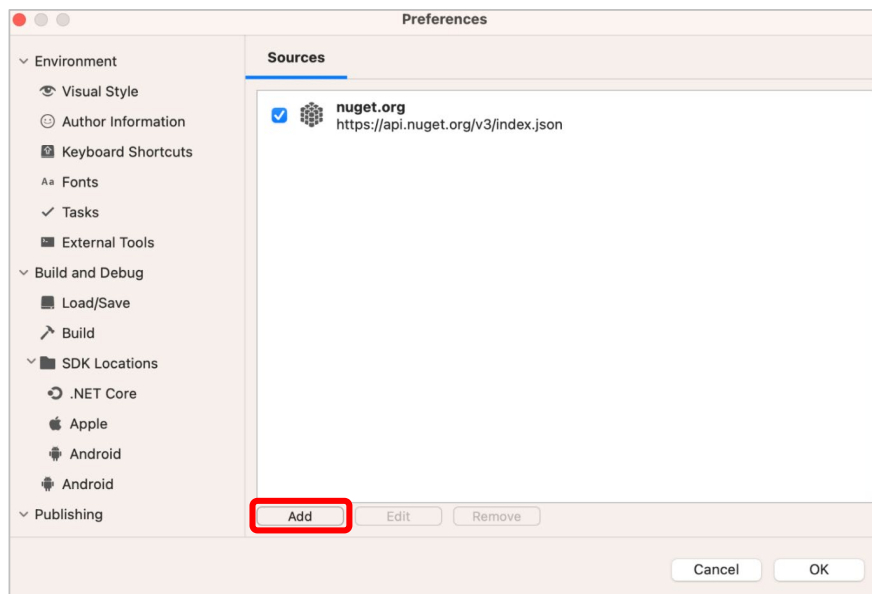 Preferences
Environment
Visual Style
Author Information
Keyboard Shortcuts
Aa Fonts
Tasks
External Tools
Build and Debug
Load/Save
Build
SDK Locations
.NET Core
Apple
Android
Android
Publishing
Sources
nuget.org
https://api.nuget.org/v3/index.json
Add Edit Remove
Cancel OK